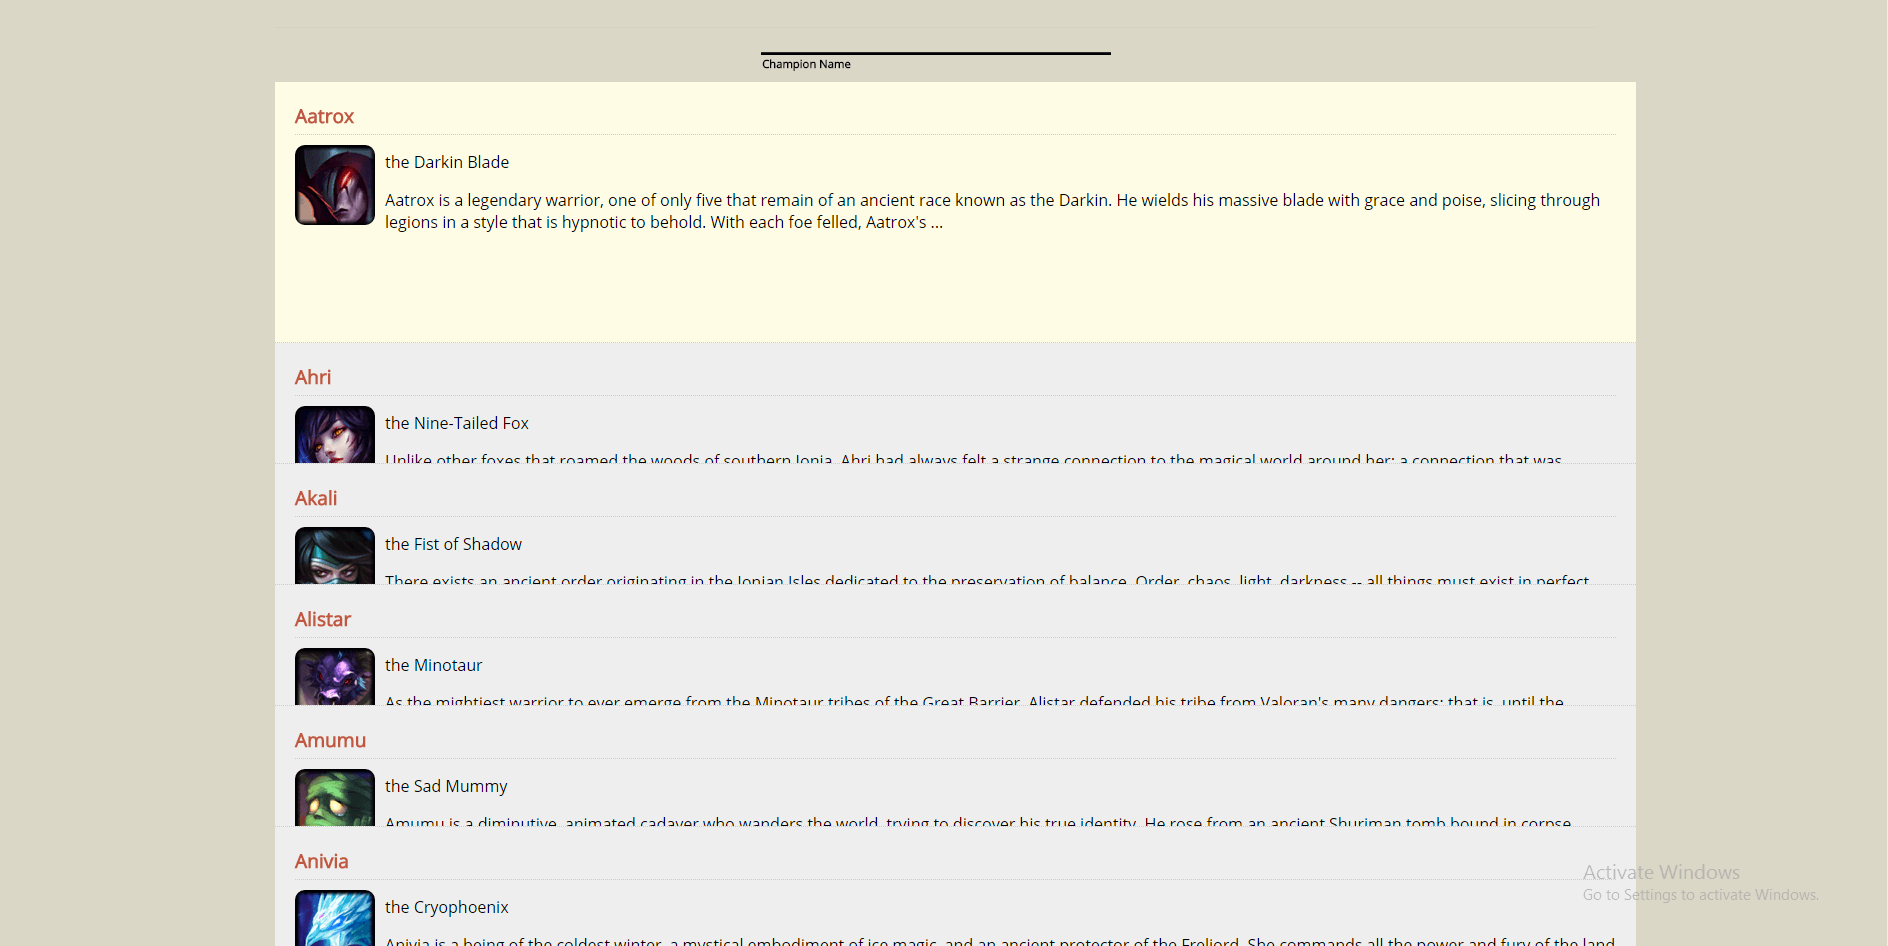 Champion Name
Aatrox
the Darkin Blade
Aatrox is a legendary warrior, one of only five that remain of an ancient race known as the Darkin. He wields his massive blade with grace and poise, slicing through
legions in a style that is hypnotic to behold. With each foe felled, Aatrox's ...
Ahri
the Nine-Tailed Fox
Unlike other foxes that roamed the woods of southern Ionia, Ahri had always felt a strange connection to the magical world around her; a connection that was
Akali
the Fist of Shadow
There exists an ancient order originating in the Ionian Isles dedicated to the preservation of balance. Order, chaos, light, darkness -- all things must exist in perfect
Alistar
the Minotaur
As the mightiest warrior to ever emerge from the Minotaur tribes of the Great Barrier, Alistar defended his tribe from Valoran's many dangers; that is, until the
Amumu
the Sad Mummy
Amumu is a diminutive, animated cadaver who wanders the world, trying to discover his true identity. He rose from an ancient Shuriman tomb bound in corpse
Anivia
the Cryophoenix
Anivia is a being of the coldest winter, a mystical embodiment of ice magic, and an ancient protector of the Freljord. She commands all the power and fury of the land
Activate Windows
Go to Settings to activate Windows.